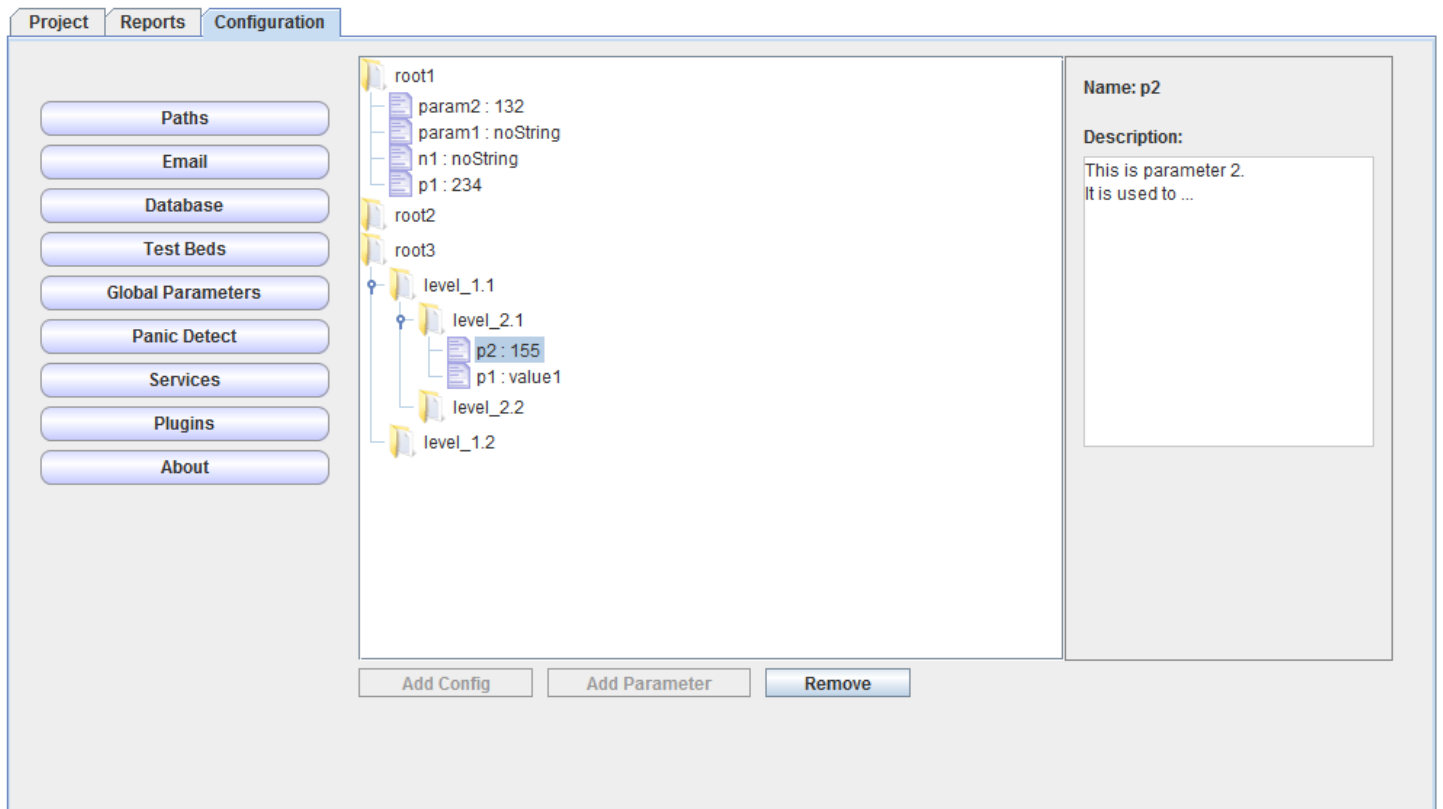 Project Reports Configuration
Paths
Email
Database
Test Beds
Global Parameters
Panic Detect
Services
Plugins
About
root1
param2 : 132
param1 : noString
n1 : noString
p1 : 234
root2
root3
level_1.1
level_2.1
p2 : 155
p1 : value1
level_2.2
level_1.2
Name: p2
Description:
This is parameter 2.
It is used to ...
Add Config Add Parameter Remove